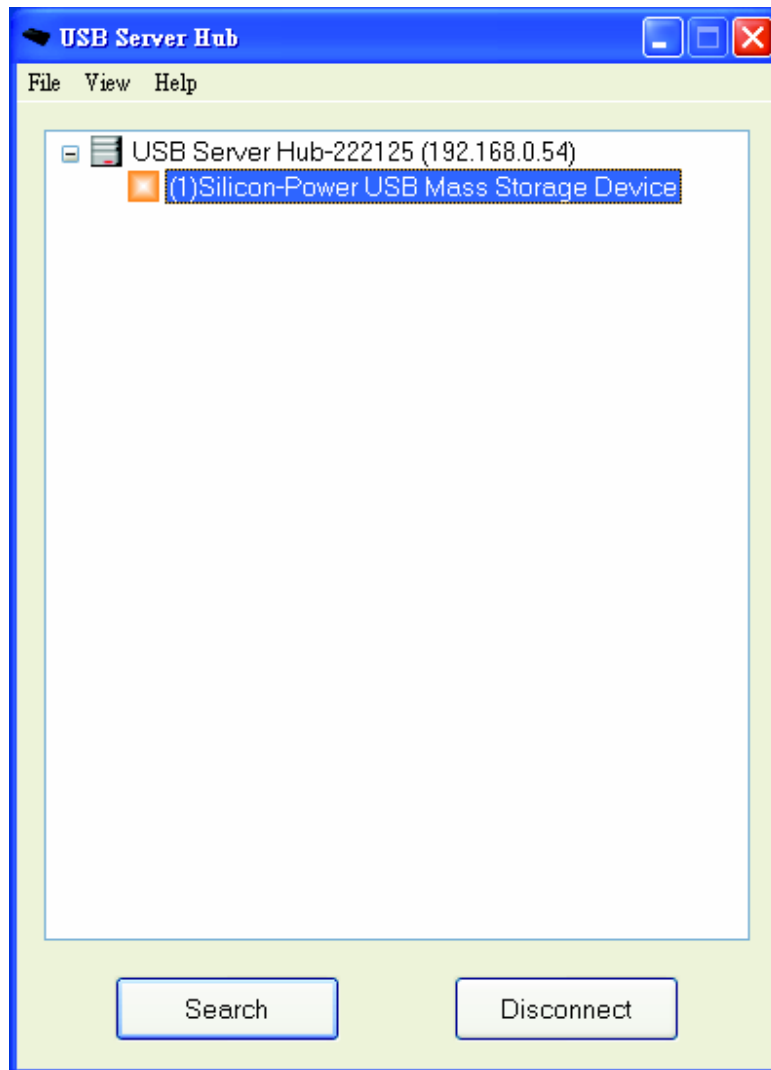 USB Server Hub
File View Help
USB Server Hub-222125 (192.168.0.54)
(1)Silicon-Power USB Mass Storage Device
Search Disconnect